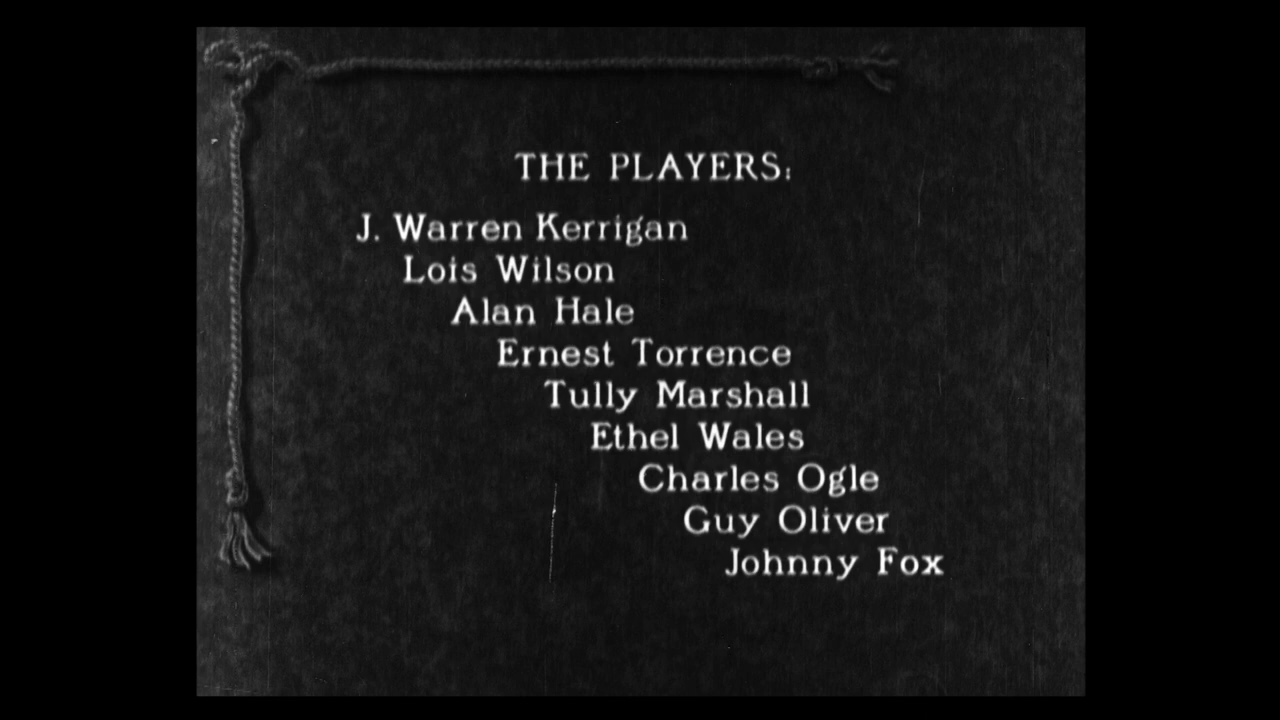 THE PLAYERS:
J. Warren Kerrigan
Lois Wilson
Alan Hale
Ernest Torrence
Tully Marshall
Ethel Wales
Charles Ogle
Guy Oliver
Johnny Fox